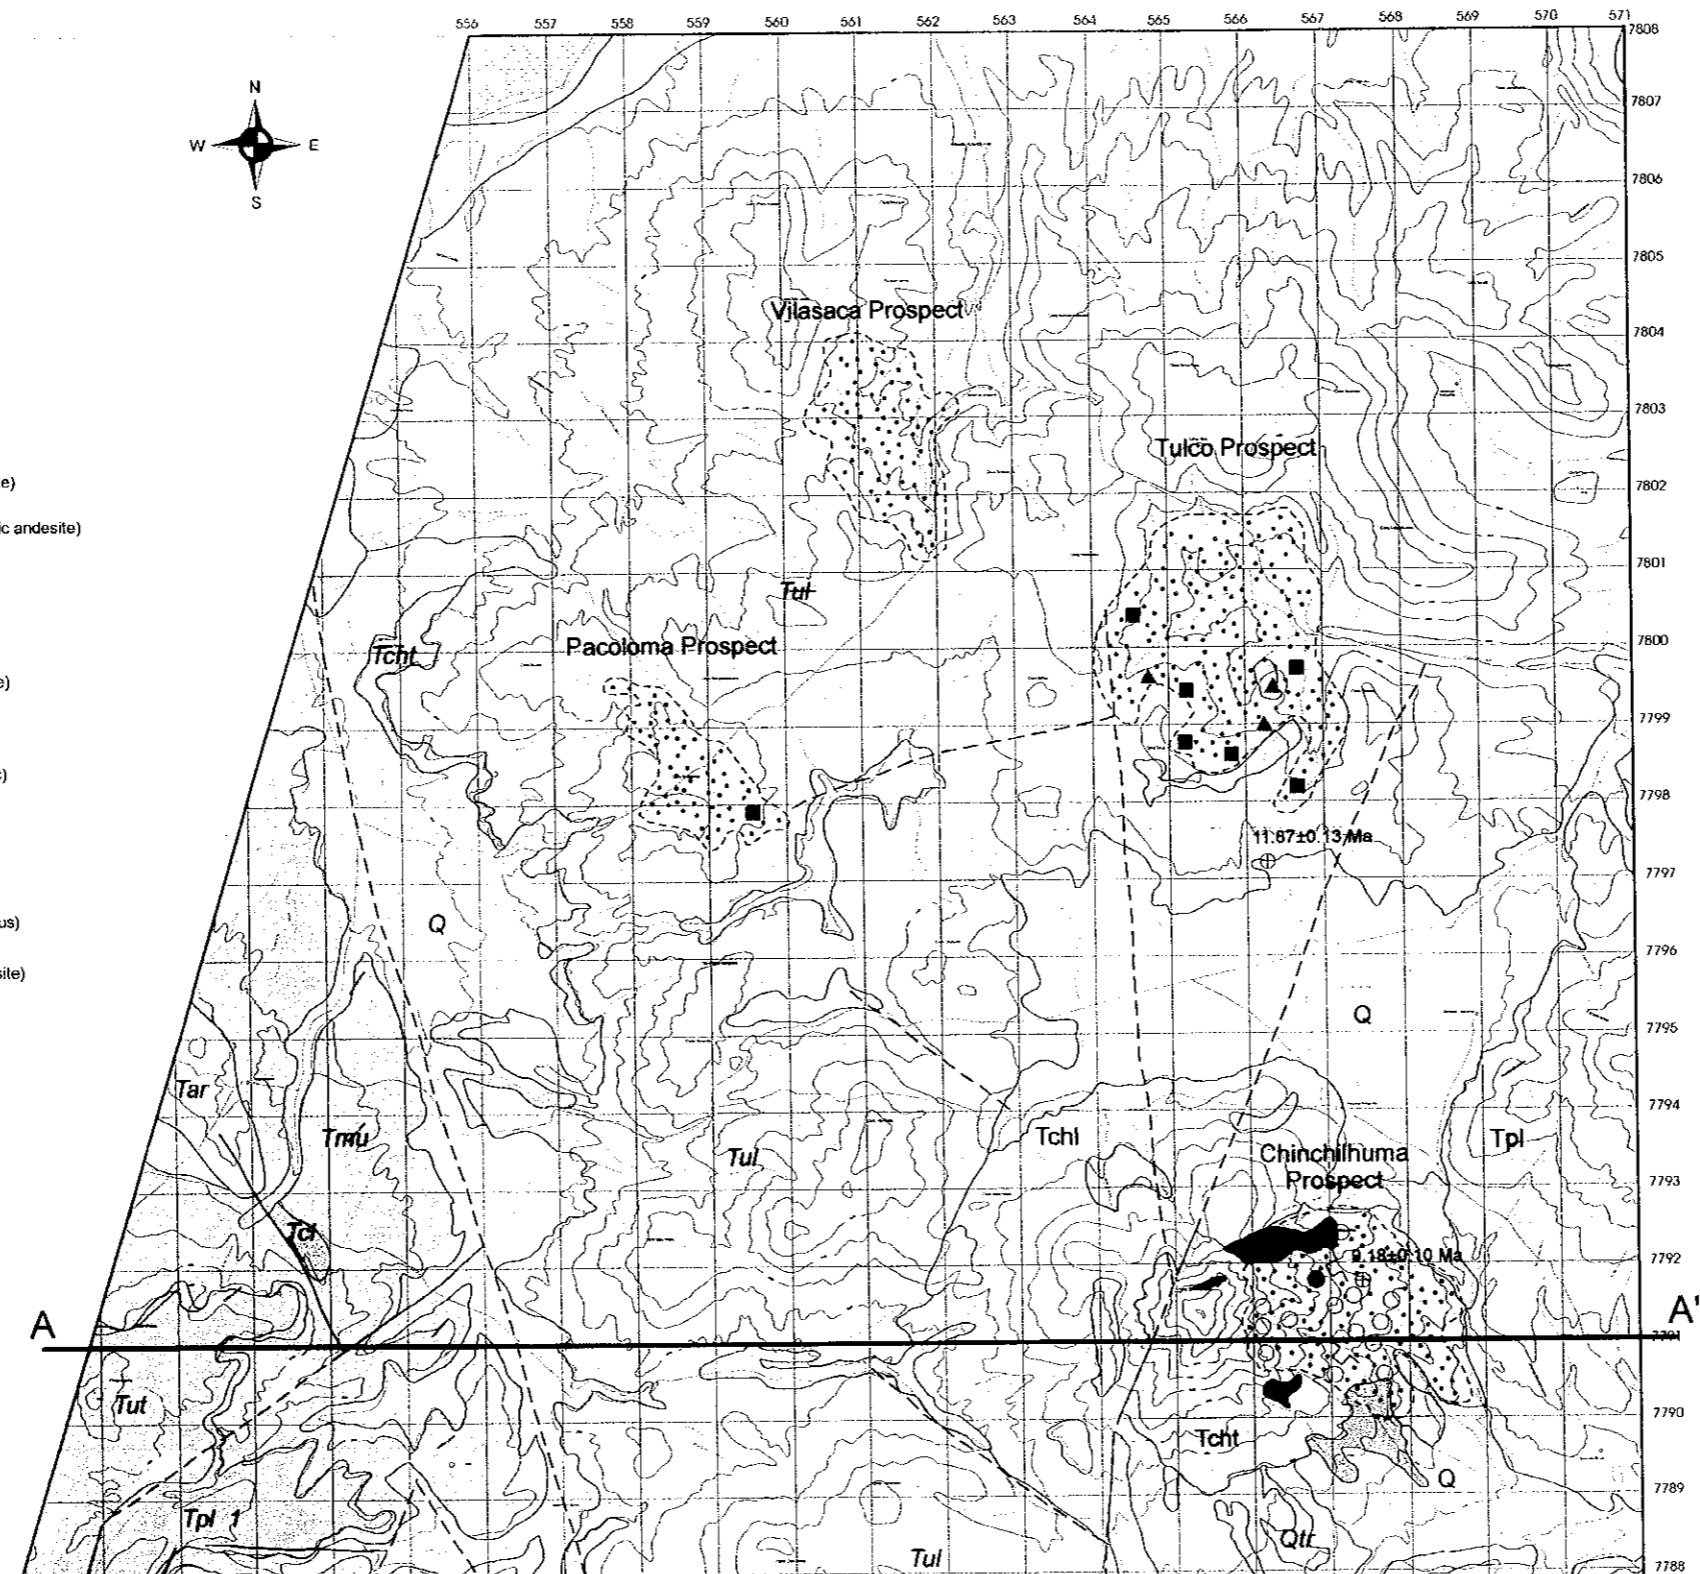 556 557 558 559 560 561 562 563 564 565 566 567 568 569 570 571
7808
N
W E
S
7807
7806
7805
Vilasaca Prospect
7804
7803
Tulco Prospect
e)
7802
ic andesite)
7801
Tul
7800
Pacoloma Prospect
Tcht
e)
7799
c)
7798
11.67±0.13 Ma
7797
us)
Q
7796
site)
Q
7795
Tar
7794
Tmu
Tchl
Tpl
Tul
Chinchilhuma
Prospect
7793
Tcl
9.18±0.10 Ma
7792
A
A'
7791
Tut
7790
Tcht
Q
7789
Tpl 1
Qtr
Tul
7788